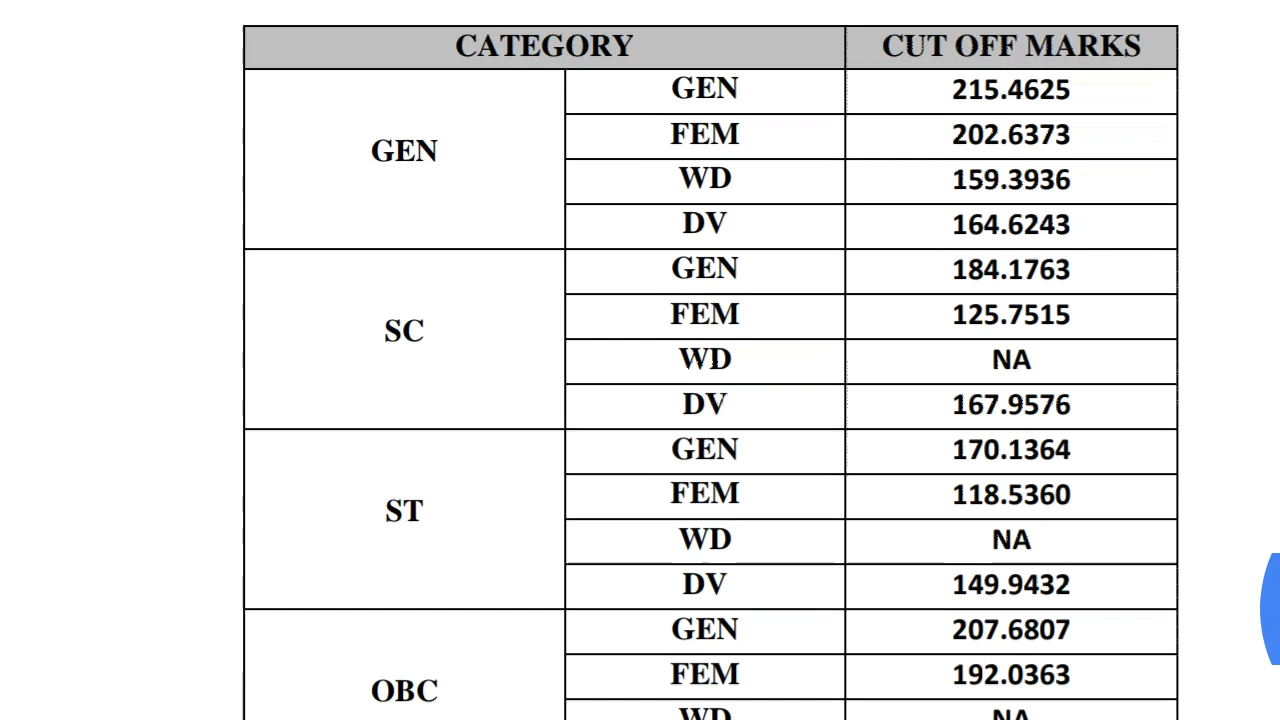 CATEGORY CUT OFF MARKS
GEN GEN 215.4625
FEM 202.6373
WD 159.3936
DV 164.6243
SC GEN 184.1763
FEM 125.7515
WD NA
DV 167.9576
ST GEN 170.1364
FEM 118.5360
WD NA
DV 149.9432
OBC GEN 207.6807
FEM 192.0363
WD NA